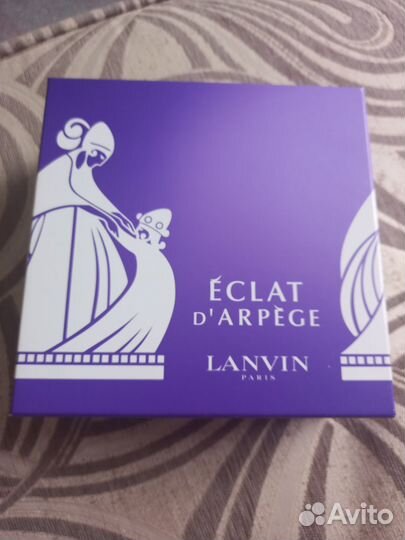 ÉCLAT
D'ARPÈGE
LANVIN
PARIS
Avito